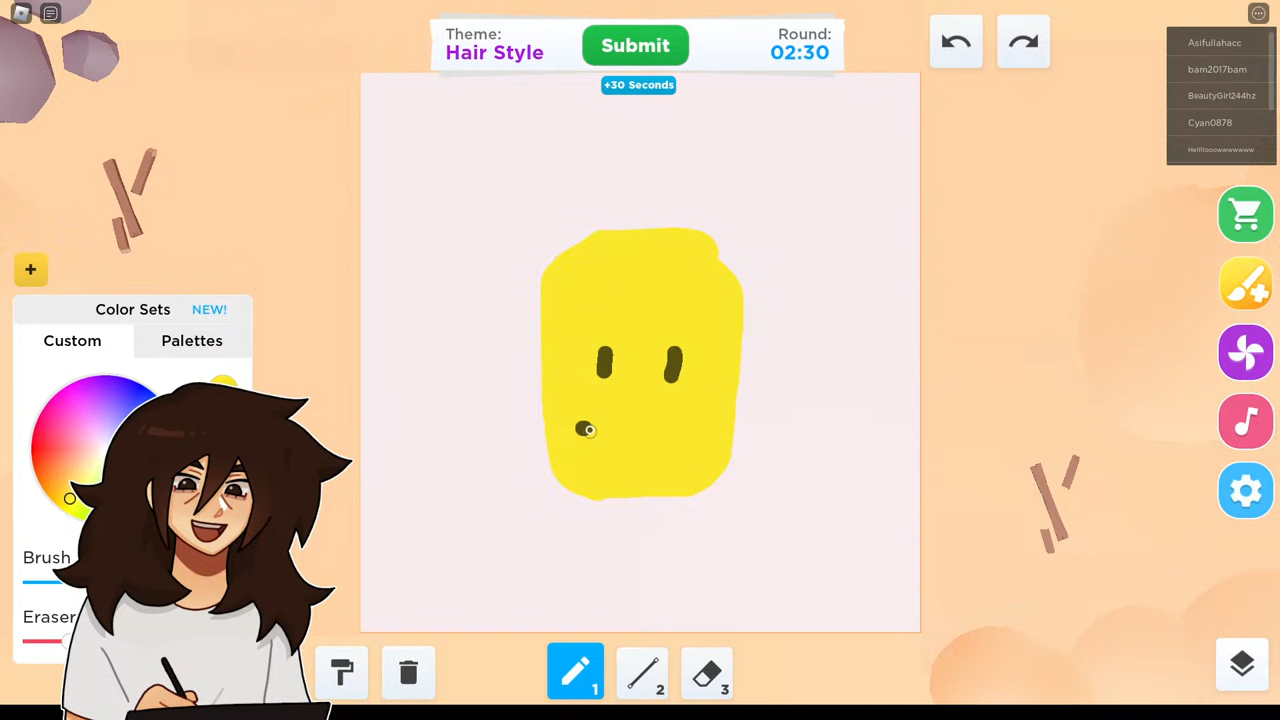 Theme:
Hair Style
Submit
Round:
02:30
+30 Seconds
Asifullahacc
bam2017bam
BeautyGirl244hz
Cyan0878
+
Color Sets NEW!
Custom Palettes
Brush
Eraser
1
2
3